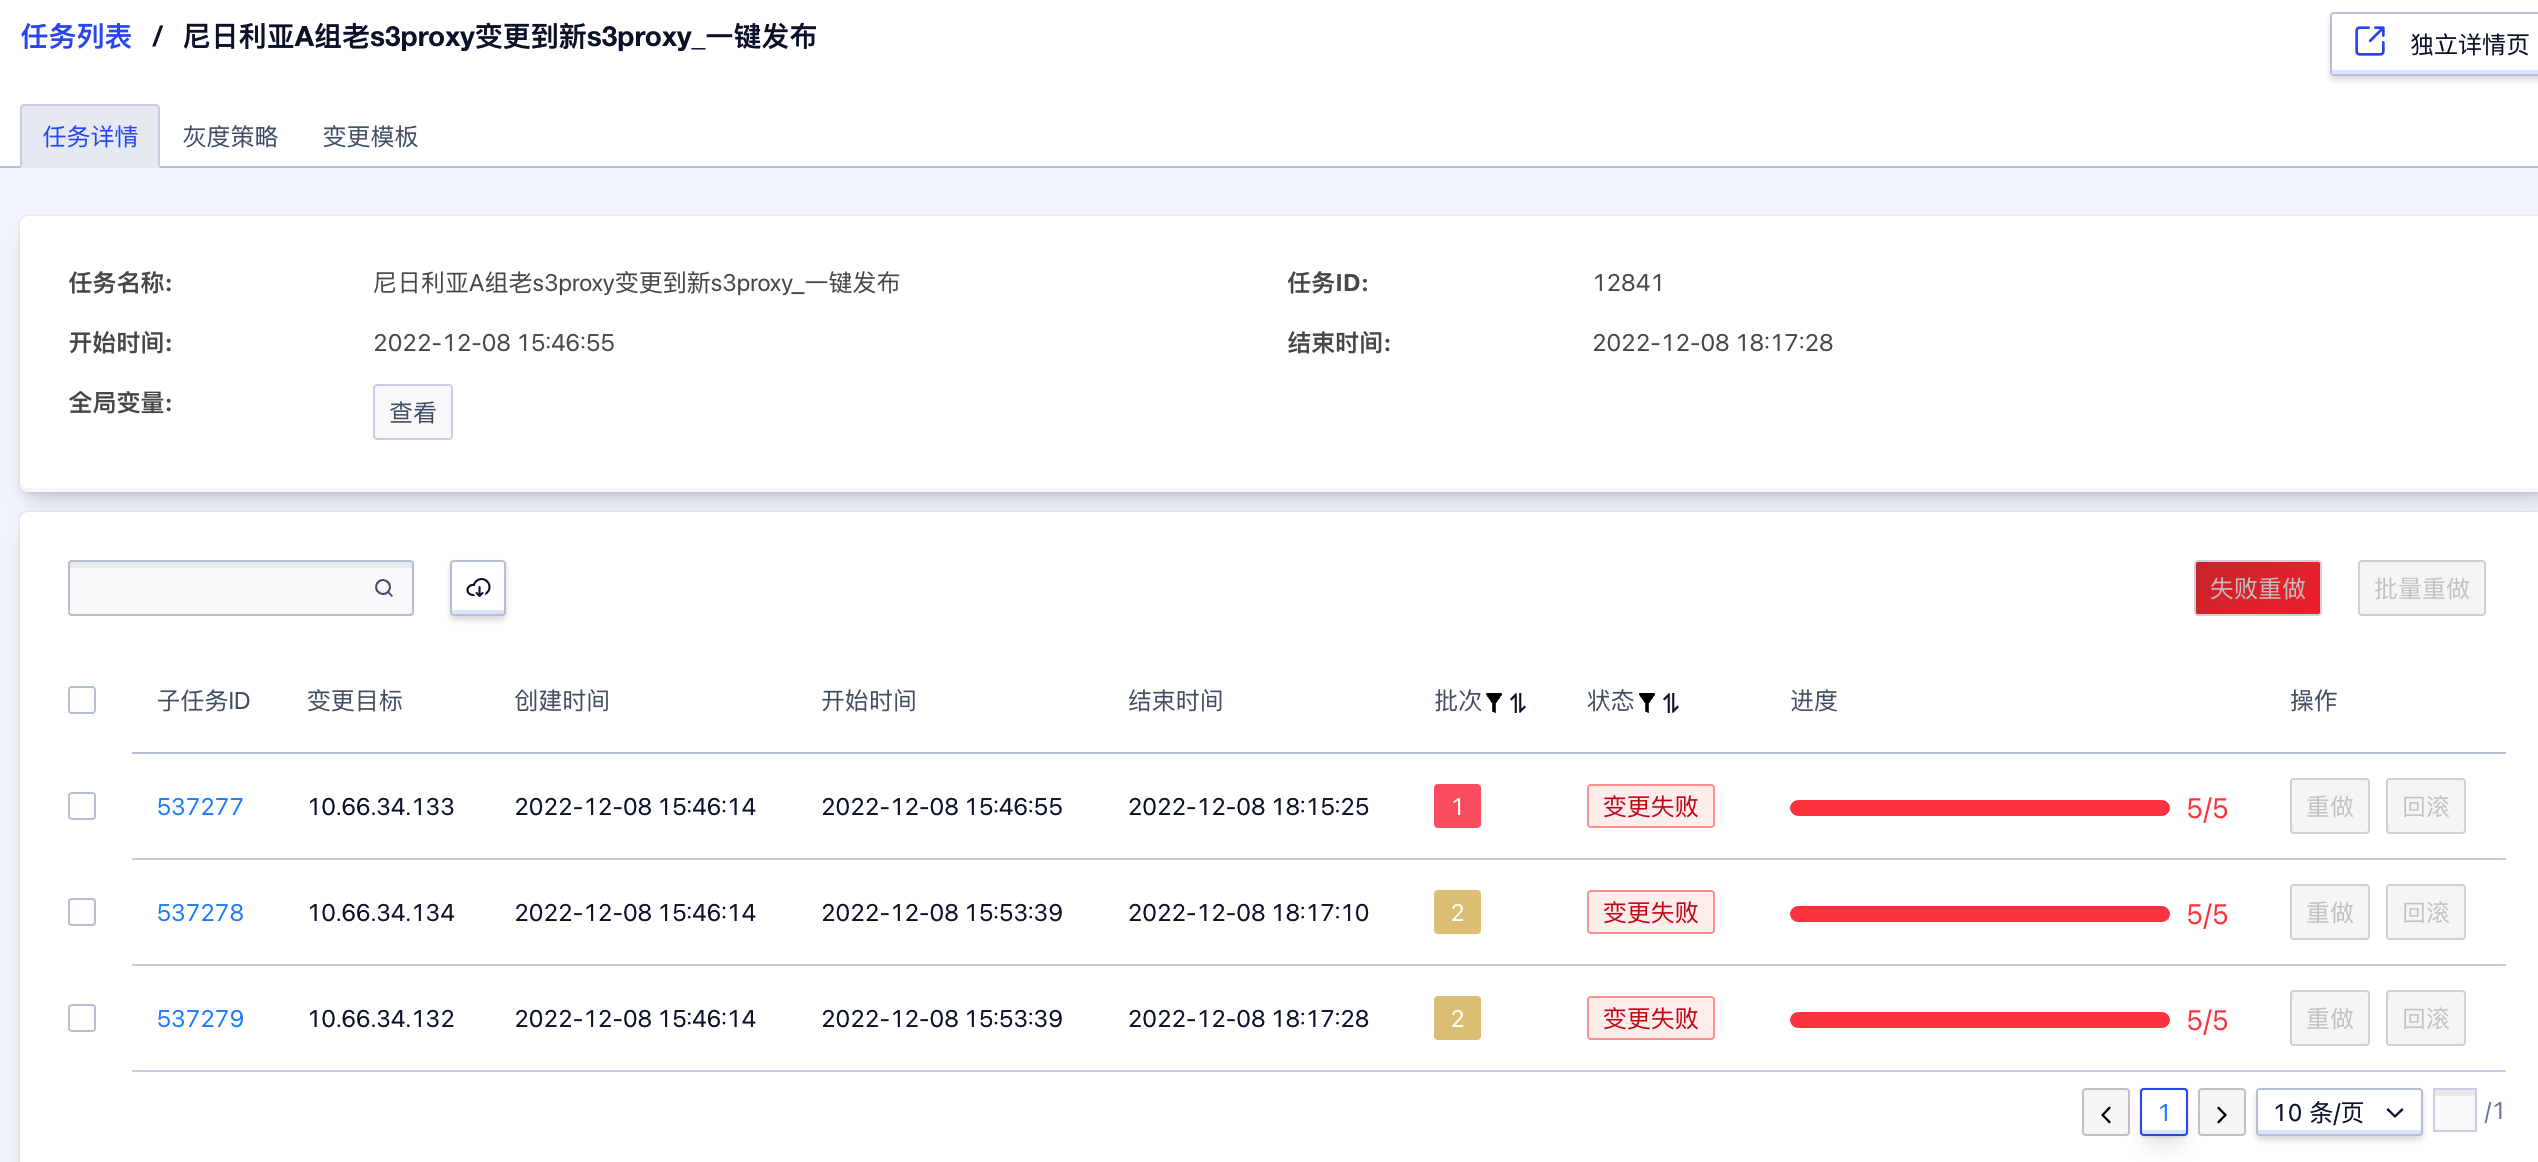 任务列表 / 尼日利亚A组老s3proxy变更到新s3proxy_一键发布
独立详情页
任务详情 灰度策略 变更模板
任务名称: 尼日利亚A组老s3proxy变更到新s3proxy_一键发布 任务ID: 12841
开始时间: 2022-12-08 15:46:55 结束时间: 2022-12-08 18:17:28
全局变量: 查看
失败重做 批量重做
子任务ID 变更目标 创建时间 开始时间 结束时间 批次 状态 进度 操作
537277 10.66.34.133 2022-12-08 15:46:14 2022-12-08 15:46:55 2022-12-08 18:15:25 1 变更失败 5/5 重做 回滚
537278 10.66.34.134 2022-12-08 15:46:14 2022-12-08 15:53:39 2022-12-08 18:17:10 2 变更失败 5/5 重做 回滚
537279 10.66.34.132 2022-12-08 15:46:14 2022-12-08 15:53:39 2022-12-08 18:17:28 2 变更失败 5/5 重做 回滚
1 10 条/页 /1